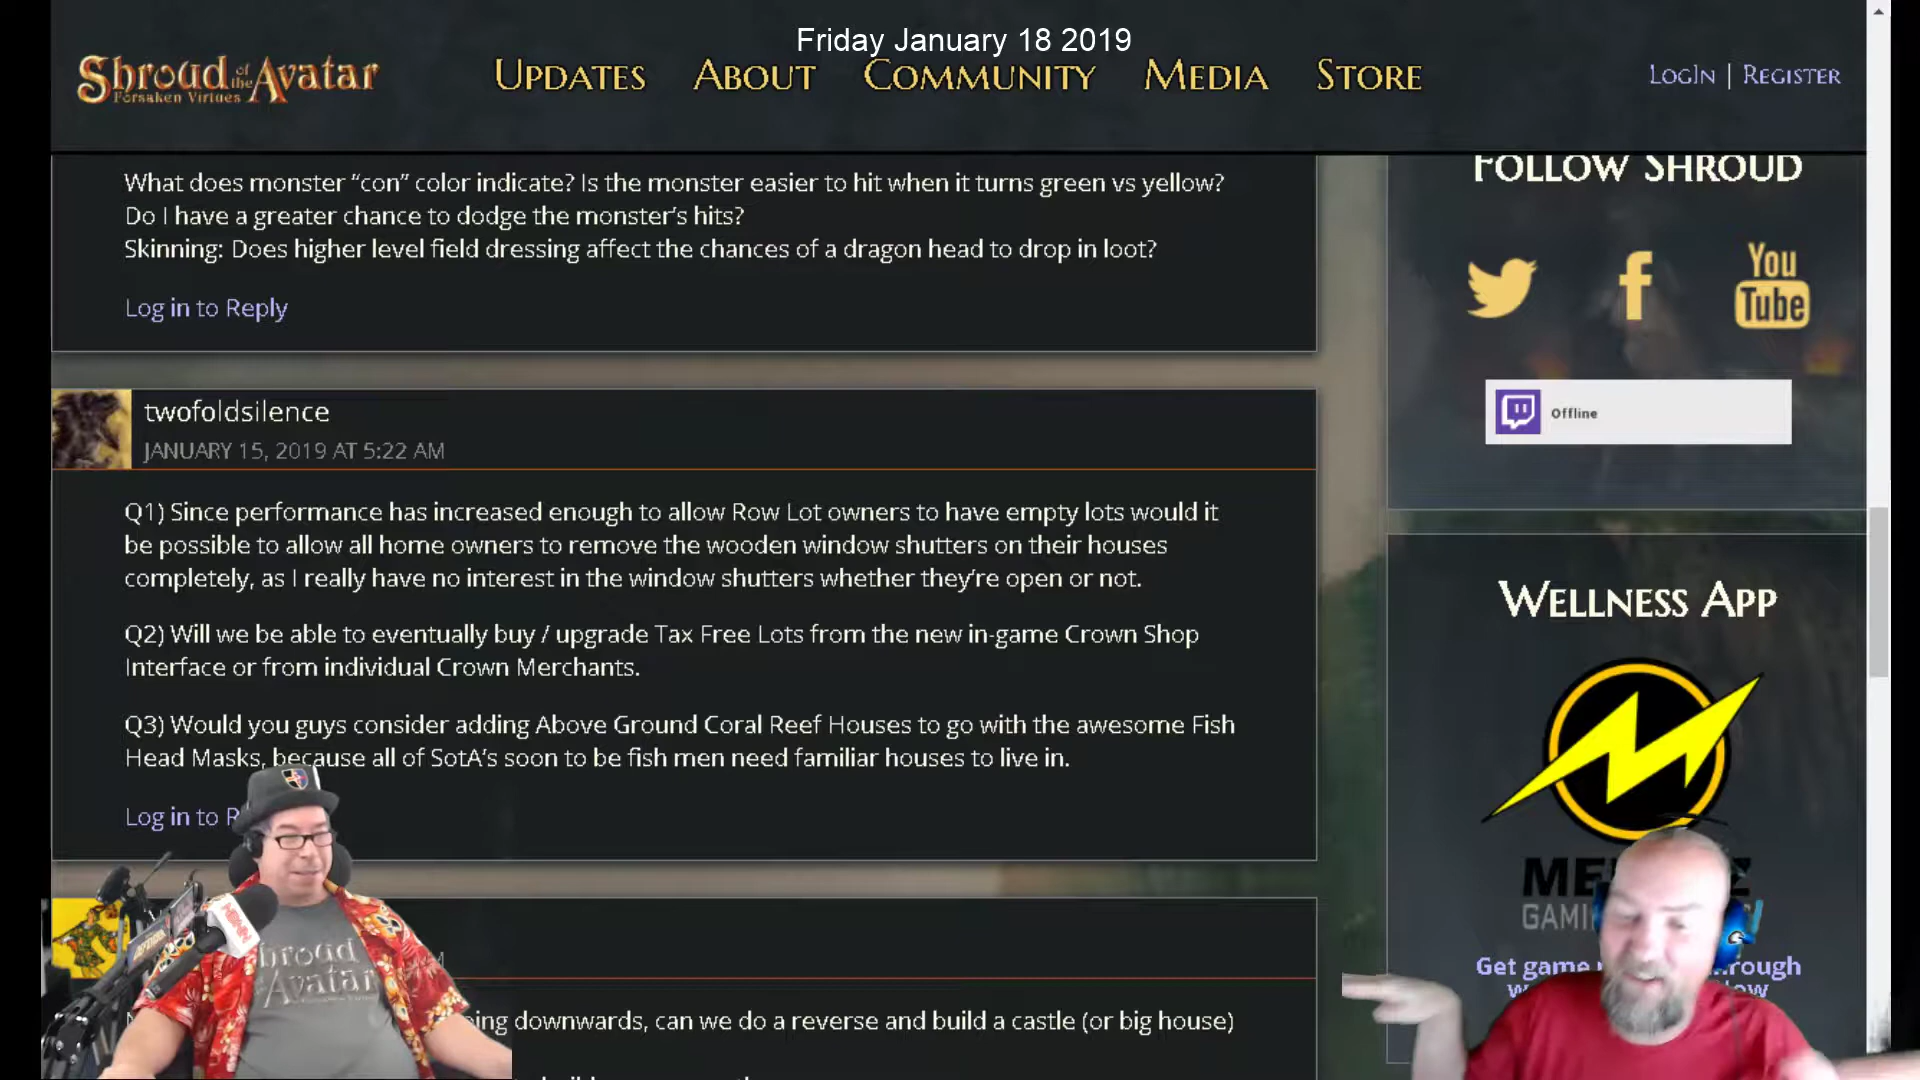 Friday January 18 2019
Shroud of the Avatar
Forsaken Virtues
UPDATES ABOUT COMMUNITY MEDIA STORE
LOGIN | REGISTER
What does monster “con” color indicate? Is the monster easier to hit when it turns green vs yellow?
Do I have a greater chance to dodge the monster’s hits?
Skinning: Does higher level field dressing affect the chances of a dragon head to drop in loot?
Log in to Reply
twofoldsilence
JANUARY 15, 2019 AT 5:22 AM
Q1) Since performance has increased enough to allow Row Lot owners to have empty lots would it
be possible to allow all home owners to remove the wooden window shutters on their houses
completely, as I really have no interest in the window shutters whether they’re open or not.
Q2) Will we be able to eventually buy / upgrade Tax Free Lots from the new in-game Crown Shop
Interface or from individual Crown Merchants.
Q3) Would you guys consider adding Above Ground Coral Reef Houses to go with the awesome Fish
Head Masks, because all of SotA’s soon to be fish men need familiar houses to live in.
Log in to R
downwards, can we do a reverse and build a castle (or big house)
FOLLOW SHROUD
You
Tube
Offline
WELLNESS APP
Get game
Shroud
Avatar